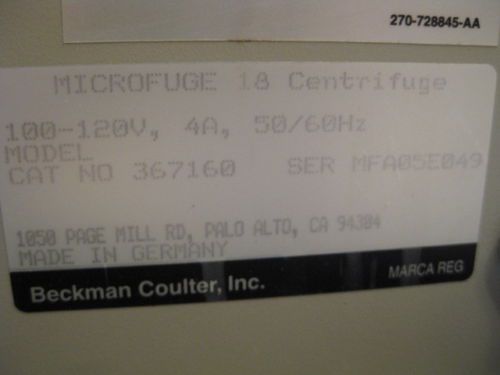 270-728845-AA
MICROFUGE 18 Centrifuge
100-120V, 4A, 50/60Hz
MODEL
CAT NO 367160 SER MFA05E049
1050 PAGE MILL RD, PALO ALTO, CA 94304
MADE IN GERMANY
Beckman Coulter, Inc. MARCA REG